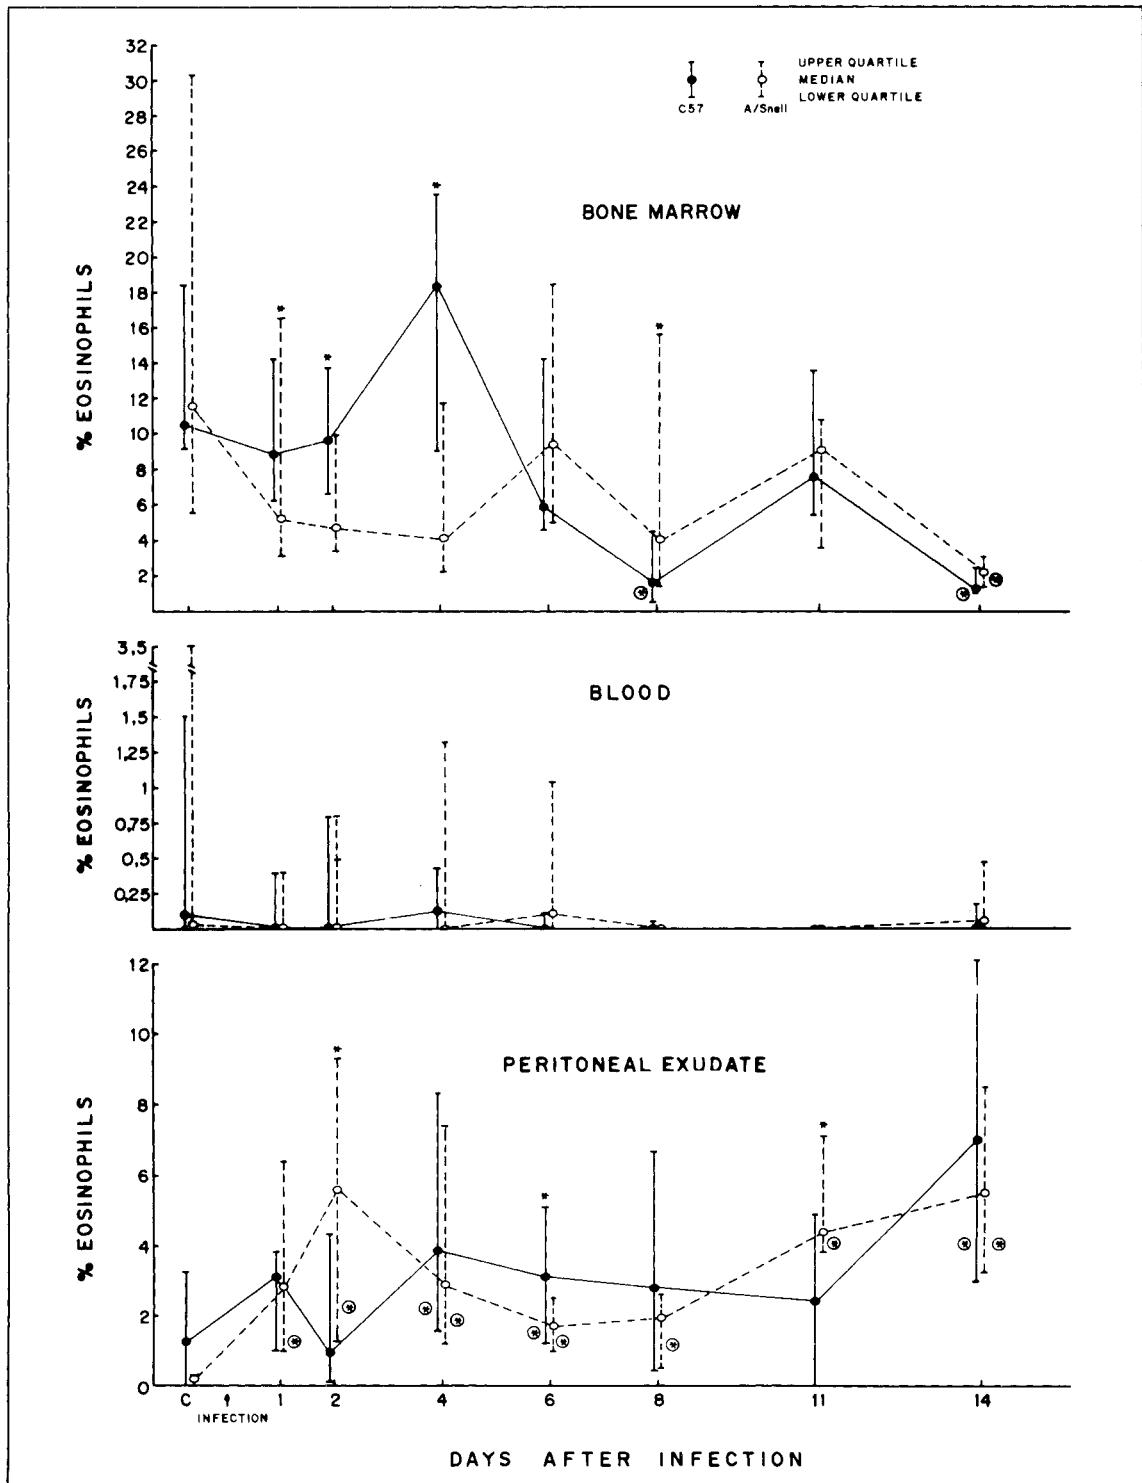 UPPER QUARTILE
MEDIAN
LOWER QUARTILE
C57
A/Snell
BONE MARROW
% EOSINOPHILS
32
30
28
26
24
22
20
18
16
14
12
10
8
6
4
2
* * * * *
BLOOD
% EOSINOPHILS
3,5
1,75
1,5
1,25
1
0,75
0,5
0,25
PERITONEAL EXUDATE
% EOSINOPHILS
12
10
8
6
4
2
0
C 1 2 4 6 8 11 14
INFECTION
DAYS AFTER INFECTION